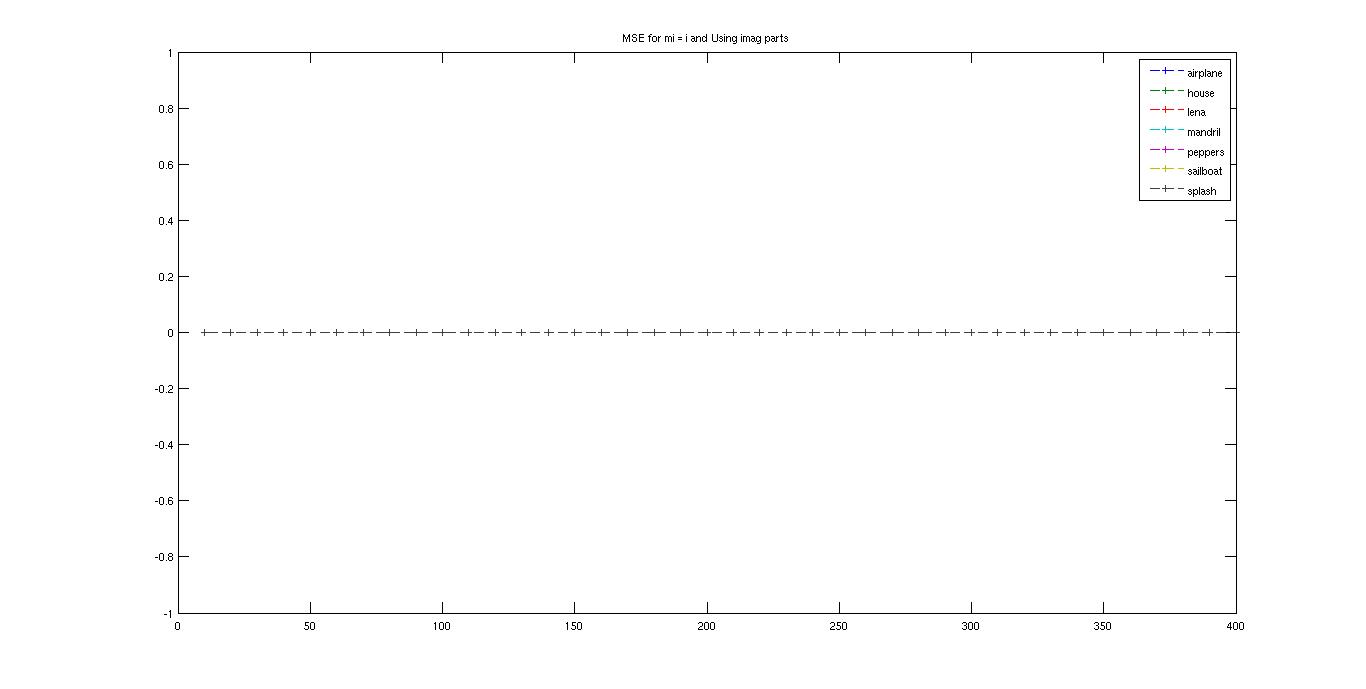 MSE for mi = i and Using imag parts
1
0.8
0.6
0.4
0.2
0
-0.2
-0.4
-0.6
-0.8
-1
0 50 100 150 200 250 300 350 400
airplane
house
lena
mandril
peppers
sailboat
splash